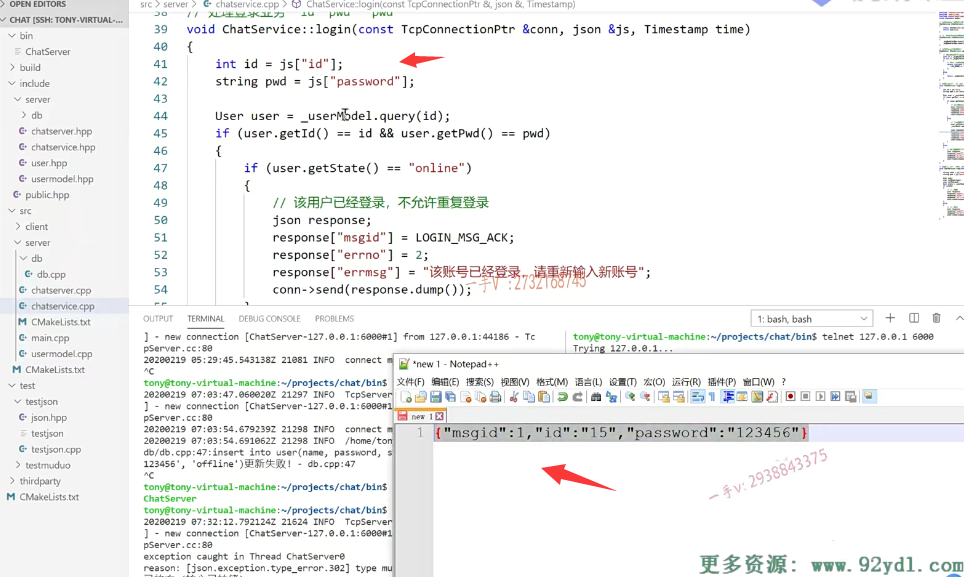 OPEN EDITORS
CHAT [SSH: TONY-VIRTUAL-...
bin
ChatServer
build
include
server
db
chatserver.hpp
chatservice.hpp
user.hpp
usermodel.hpp
public.hpp
src
client
server
db
db.cpp
chatserver.cpp
chatservice.cpp
CMakeLists.txt
main.cpp
usermodel.cpp
CMakeLists.txt
test
testjson
json.hpp
testjson
testjson.cpp
testmuduo
thirdparty
CMakeLists.txt
src > server > chatservice.cpp > ChatService::login(const TcpConnectionPtr &, json &, Timestamp)
38 // 处理登录业务 id pwd pwd
39 void ChatService::login(const TcpConnectionPtr &conn, json &js, Timestamp time)
40 {
41 int id = js["id"];
42 string pwd = js["password"];
43
44 User user = _userModel.query(id);
45 if (user.getId() == id && user.getPwd() == pwd)
46 {
47 if (user.getState() == "online")
48 {
49 // 该用户已经登录，不允许重复登录
50 json response;
51 response["msgid"] = LOGIN_MSG_ACK;
52 response["errno"] = 2;
53 response["errmsg"] = "该账号已经登录，请重新输入新账号";
54 conn->send(response.dump());
一手V：2732168745
OUTPUT TERMINAL DEBUG CONSOLE PROBLEMS
1: bash, bash
] - new connection [ChatServer-127.0.0.1:6000#1] from 127.0.0.1:44186 - Tc
pServer.cc:80
20200219 05:29:45.543138Z 21081 INFO connect m
^C
tony@tony-virtual-machine:~/projects/chat/bin$
20200219 07:03:47.060020Z 21297 INFO TcpServer
] - new connection [ChatServer-127.0.0.1:6000#1
pServer.cc:80
20200219 07:03:54.679239Z 21298 INFO connect m
20200219 07:03:54.691062Z 21298 INFO /home/ton
db/db.cpp:47:insert into user(name, password, s
123456', 'offline')更新失败! - db.cpp:47
^C
tony@tony-virtual-machine:~/projects/chat/bin$
ChatServer
tony@tony-virtual-machine:~/projects/chat/bin$
20200219 07:32:12.792124Z 21624 INFO TcpServer
] - new connection [ChatServer-127.0.0.1:6000#1
pServer.cc:80
exception caught in Thread ChatServer0
reason: [json.exception.type_error.302] type mu
tony@tony-virtual-machine:~/projects/chat/bin$ telnet 127.0.0.1 6000
Trying 127.0.0.1...
*new 1 - Notepad++
文件(F) 编辑(E) 搜索(S) 视图(V) 格式(M) 语言(L) 设置(T) 宏(O) 运行(R) 插件(P) 窗口(W) ?
new 1
1 {"msgid":1,"id":"15","password":"123456"}
一手v:2938843375
更多资源：www.92ydl.com